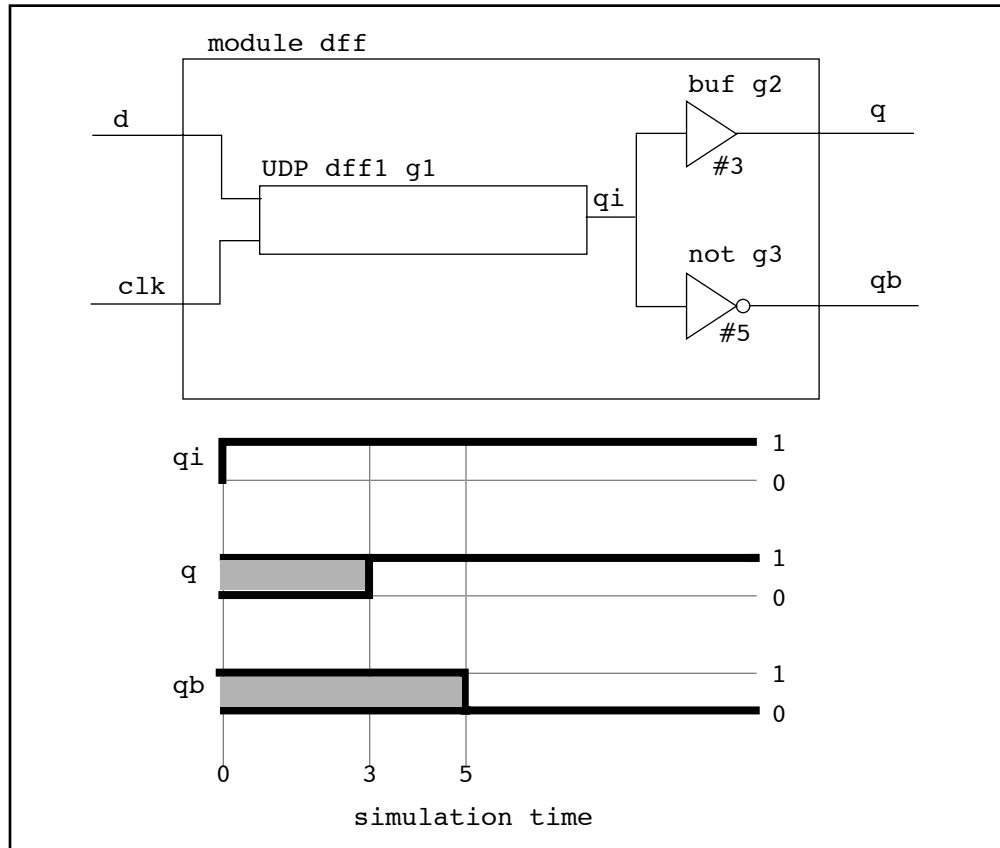 module dff
buf g2
d
q
#3
UDP dff1 g1
qi
not g3
clk
qb
#5
qi
1
0
q
1
0
qb
1
0
0 3 5
simulation time